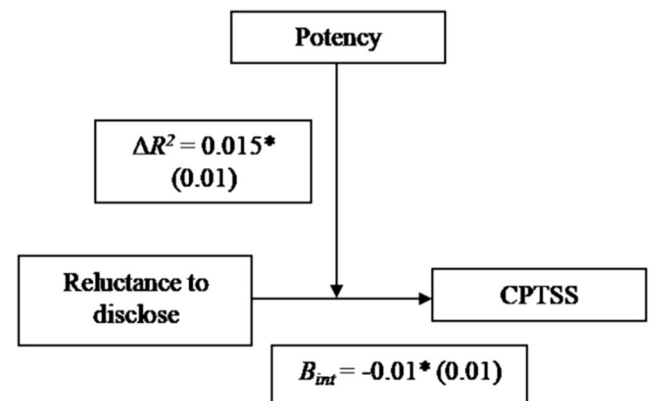 Potency
ΔR² = 0.015*
(0.01)
Reluctance to
disclose
CPTSS
Bint = -0.01* (0.01)